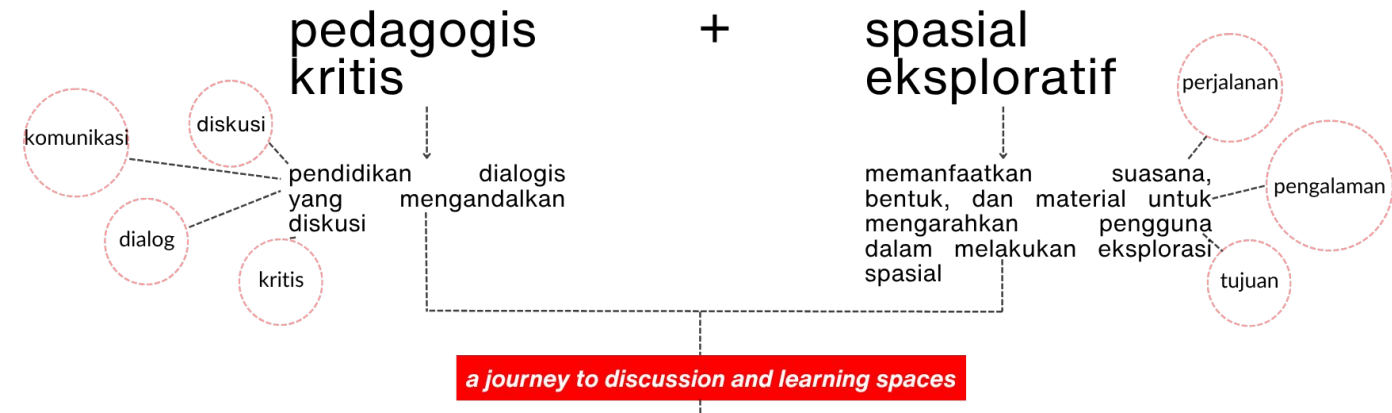 pedagogis
kritis
+
spasial
eksploratif
komunikasi
diskusi
dialog
kritis
pendidikan dialogis
yang mengandalkan
diskusi
memanfaatkan suasana,
bentuk, dan material untuk
mengarahkan pengguna
dalam melakukan eksplorasi
spasial
perjalanan
pengalaman
tujuan
a journey to discussion and learning spaces